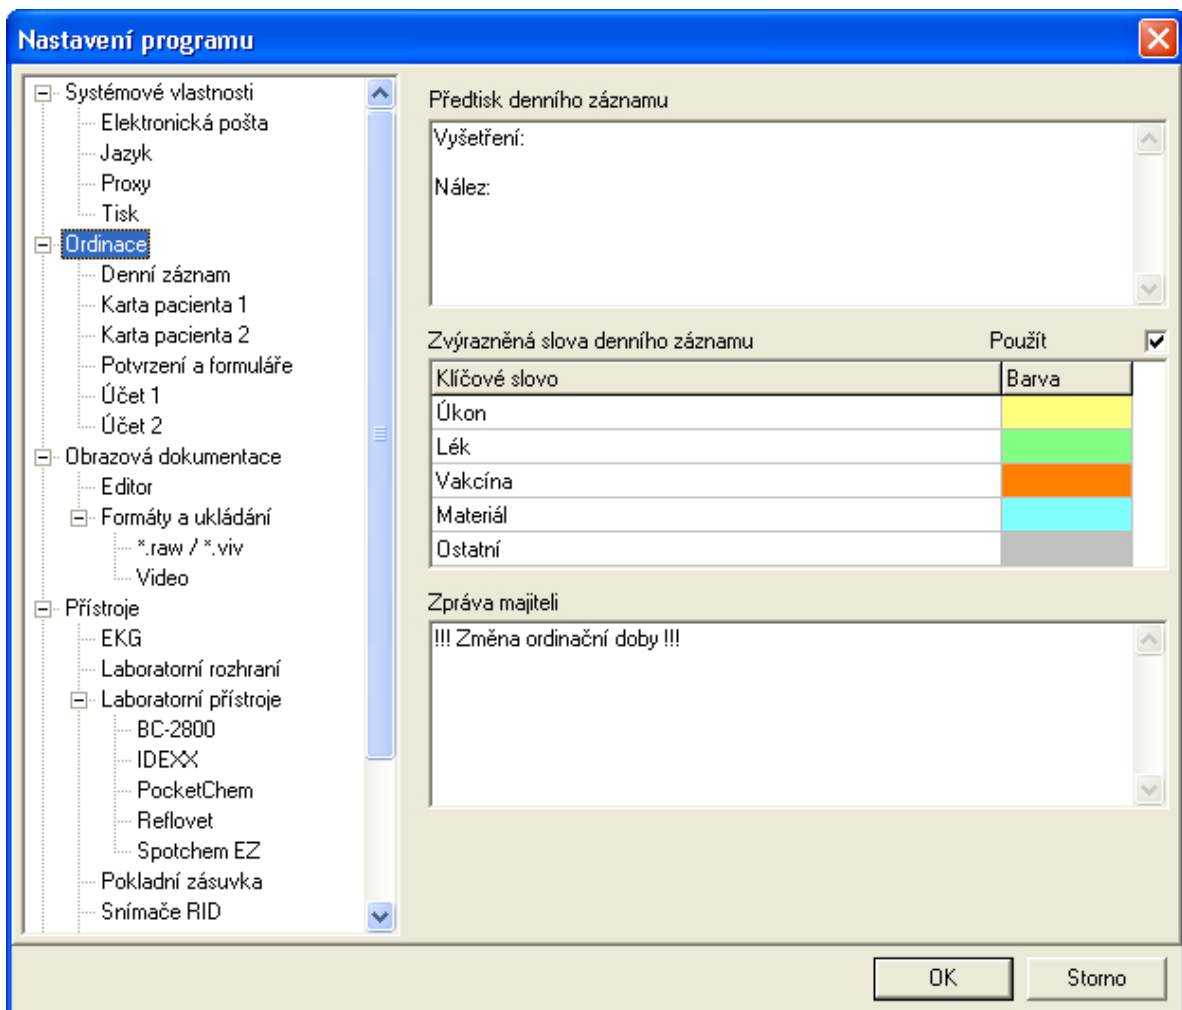 Nastavení programu
Systémové vlastnosti
Elektronická pošta
Jazyk
Proxy
Tisk
Ordinace
Denní záznam
Karta pacienta 1
Karta pacienta 2
Potvrzení a formuláře
Účet 1
Účet 2
Obrazová dokumentace
Editor
Formáty a ukládání
*.raw / *.viv
Video
Přístroje
EKG
Laboratorní rozhraní
Laboratorní přístroje
BC-2800
IDEXX
PocketChem
Reflovet
Spotchem EZ
Pokladní zásuvka
Snímače RID
Předtisk denního záznamu
Vyšetření:
Nález:
Zvýrazněná slova denního záznamu Použít
Klíčové slovo Barva
Úkon
Lék
Vakcína
Materiál
Ostatní
Zpráva majiteli
!!! Změna ordinační doby !!!
OK Storno